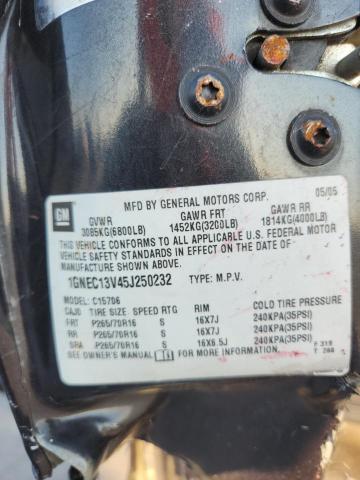 GM
MFD BY GENERAL MOTORS CORP. 05/05
GVWR GAWR FRT GAWR RR
3085KG(6800LB) 1452KG(3200LB) 1814KG(4000LB)
THIS VEHICLE CONFORMS TO ALL APPLICABLE U.S. FEDERAL MOTOR
VEHICLE SAFETY STANDARDS IN EFFECT ON THE DATE OF
MANUFACTURE SHOWN ABOVE.
1GNEC13V45J250232 TYPE: M.P.V.
MODEL: C15706
CAJ TIRE SIZE SPEED RTG RIM COLD TIRE PRESSURE
FRT P265/70R16 S 16X7J 240KPA(35PSI)
RR P265/70R16 S 16X7J 240KPA(35PSI)
SPA P265/70R16 S 16X6.5J 240KPA(35PSI)
SEE OWNER'S MANUAL FOR ADDITIONAL INFORMATION.